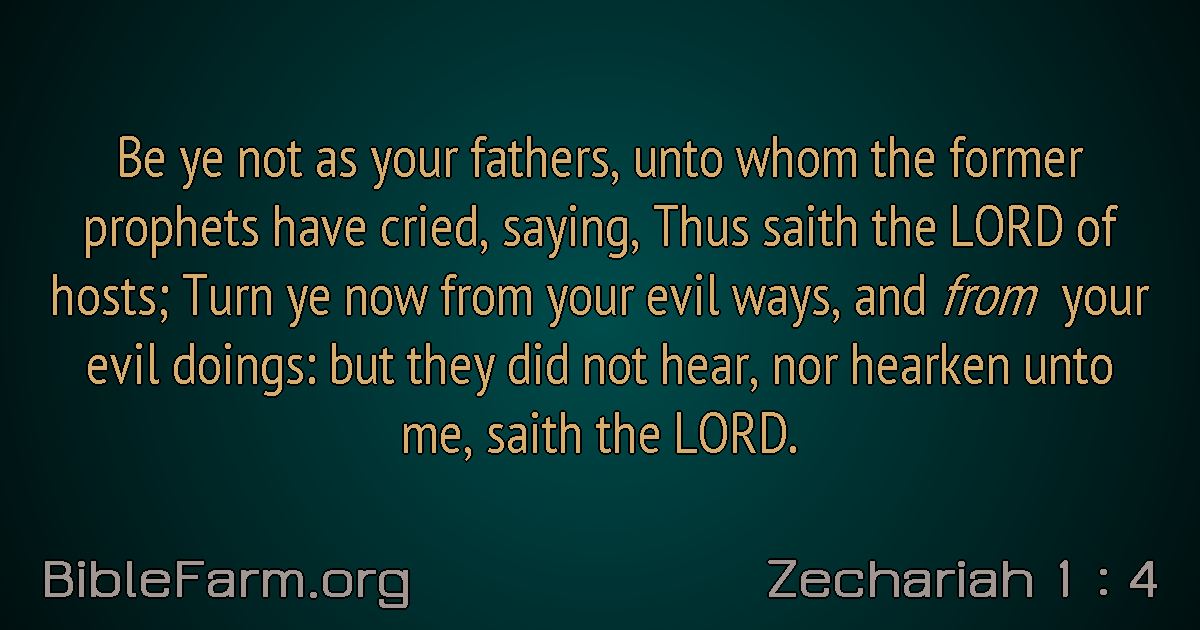 Be ye not as your fathers, unto whom the former
prophets have cried, saying, Thus saith the LORD of
hosts; Turn ye now from your evil ways, and from your
evil doings: but they did not hear, nor hearken unto
me, saith the LORD.
BibleFarm.org
Zechariah 1 : 4